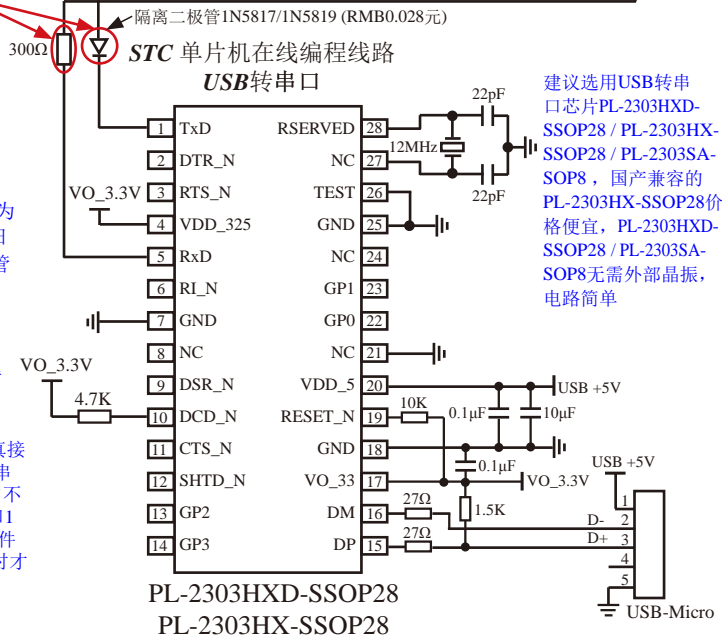 隔离二极管1N5817/1N5819 (RMB0.028元)
300Ω
STC 单片机在线编程线路
USB转串口
22pF
12MHz
22pF
建议选用USB转串
口芯片PL-2303HXD-
SSOP28 / PL-2303HX-
SSOP28 / PL-2303SA-
SOP8 ，国产兼容的
PL-2303HX-SSOP28价
格便宜，PL-2303HXD-
SSOP28 / PL-2303SA-
SOP8无需外部晶振，
电路简单
1 TxD RSERVED 28
2 DTR_N NC 27
VO_3.3V
3 RTS_N TEST 26
4 VDD_325 GND 25
5 RxD NC 24
6 RI_N GP1 23
7 GND GP0 22
8 NC NC 21
9 DSR_N VDD_5 20
10 DCD_N RESET_N 19
11 CTS_N GND 18
12 SHTD_N VO_33 17
13 GP2 DM 16
14 GP3 DP 15
为
管
VO_3.3V
4.7K
接
串
不
件
才
10K
0.1µF
10µF
USB +5V
0.1µF
VO_3.3V
27Ω
27Ω
1.5K
USB +5V
1
D- 2
D+ 3
4
5
USB-Micro
PL-2303HXD-SSOP28
PL-2303HX-SSOP28